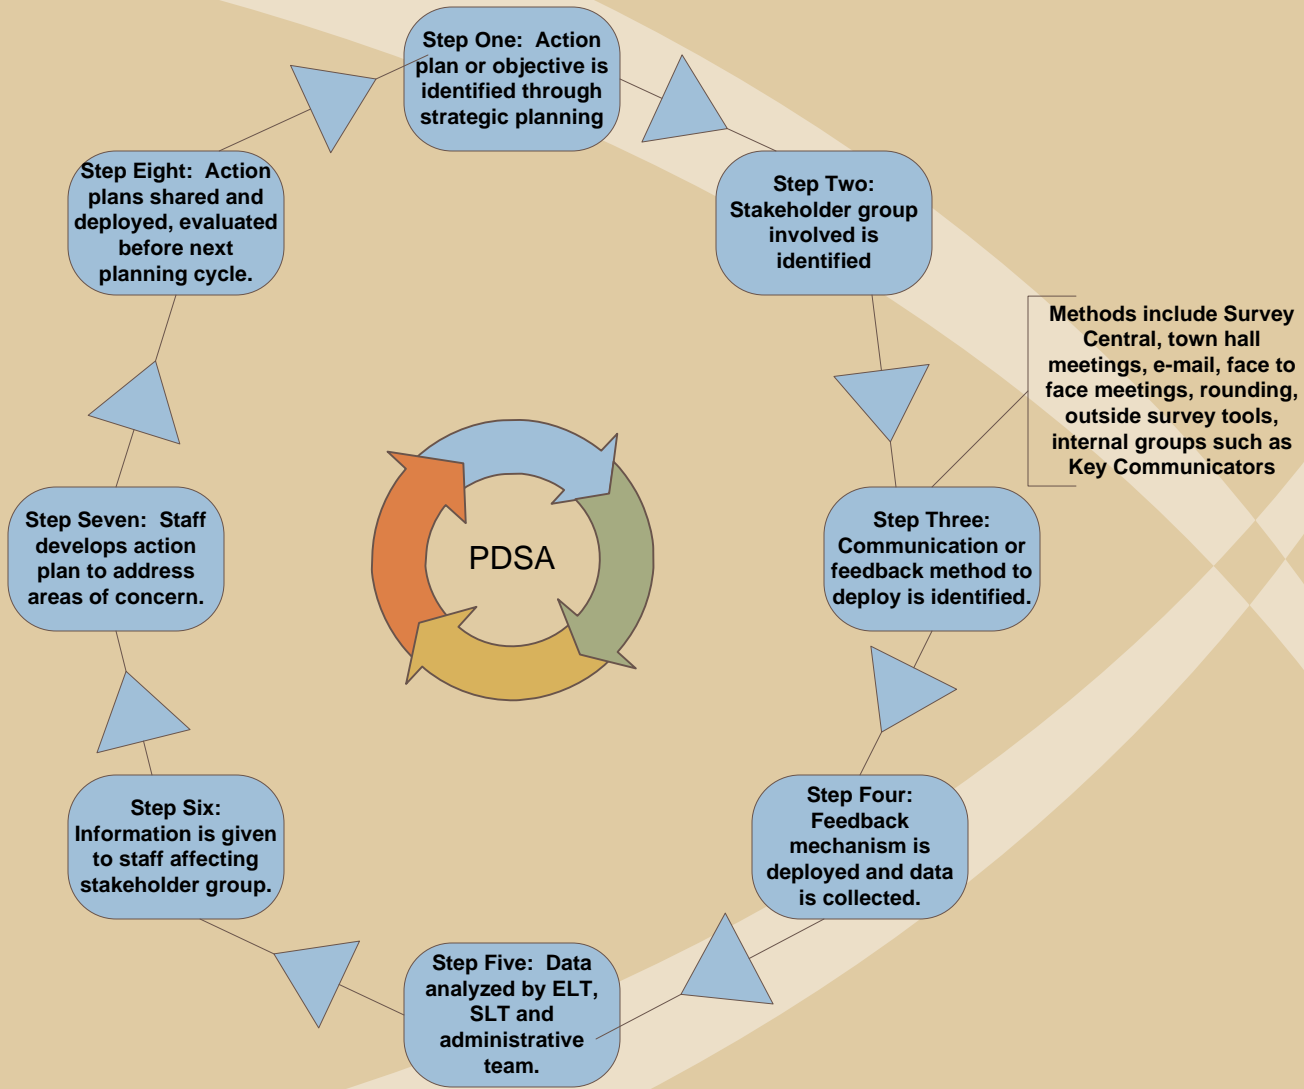 Step One: Action
plan or objective is
identified through
strategic planning
Step Two:
Stakeholder group
involved is
identified
Methods include Survey
Central, town hall
meetings, e-mail, face to
face meetings, rounding,
outside survey tools,
internal groups such as
Key Communicators
Step Three:
Communication or
feedback method to
deploy is identified.
Step Four:
Feedback
mechanism is
deployed and data
is collected.
Step Five: Data
analyzed by ELT,
SLT and
administrative
team.
Step Six:
Information is given
to staff affecting
stakeholder group.
Step Seven: Staff
develops action
plan to address
areas of concern.
Step Eight: Action
plans shared and
deployed, evaluated
before next
planning cycle.
PDSA